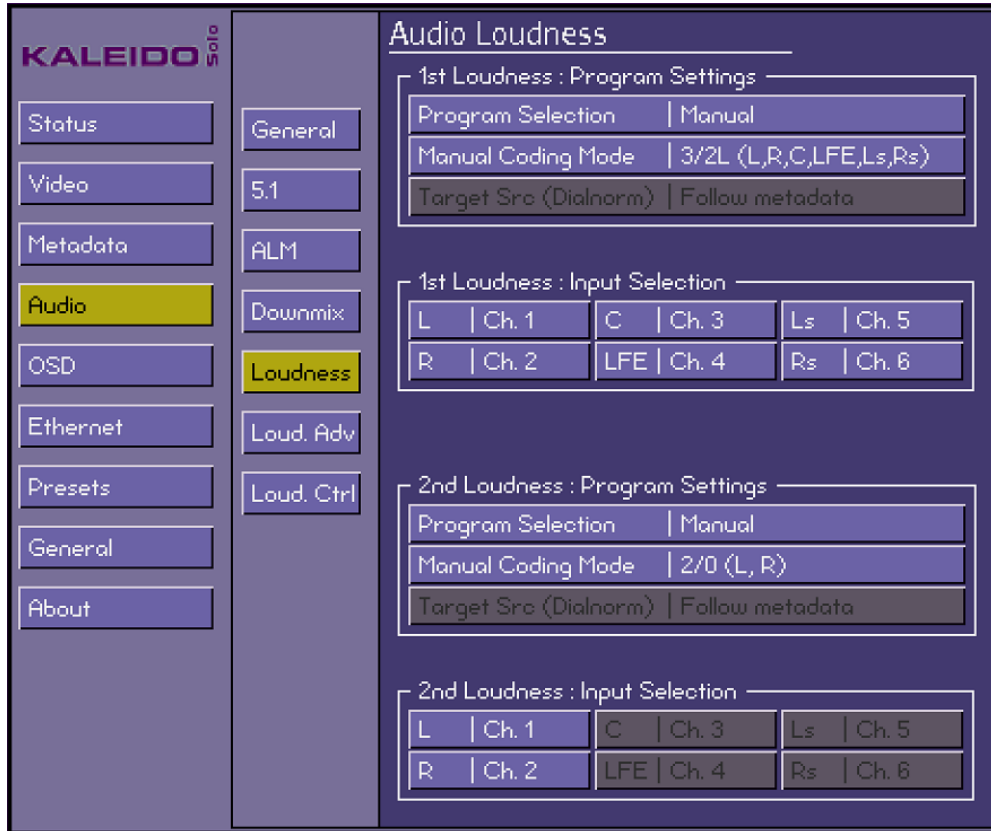 KALEIDO Solo
Status
Video
Metadata
Audio
OSD
Ethernet
Presets
General
About
General
5.1
ALM
Downmix
Loudness
Loud. Adv
Loud. Ctrl
Audio Loudness
1st Loudness : Program Settings
Program Selection | Manual
Manual Coding Mode | 3/2L (L,R,C,LFE,Ls,Rs)
Target Src (Dialnorm) | Follow metadata
1st Loudness : Input Selection
L | Ch. 1 C | Ch. 3 Ls | Ch. 5
R | Ch. 2 LFE | Ch. 4 Rs | Ch. 6
2nd Loudness : Program Settings
Program Selection | Manual
Manual Coding Mode | 2/0 (L, R)
Target Src (Dialnorm) | Follow metadata
2nd Loudness : Input Selection
L | Ch. 1 C | Ch. 3 Ls | Ch. 5
R | Ch. 2 LFE | Ch. 4 Rs | Ch. 6